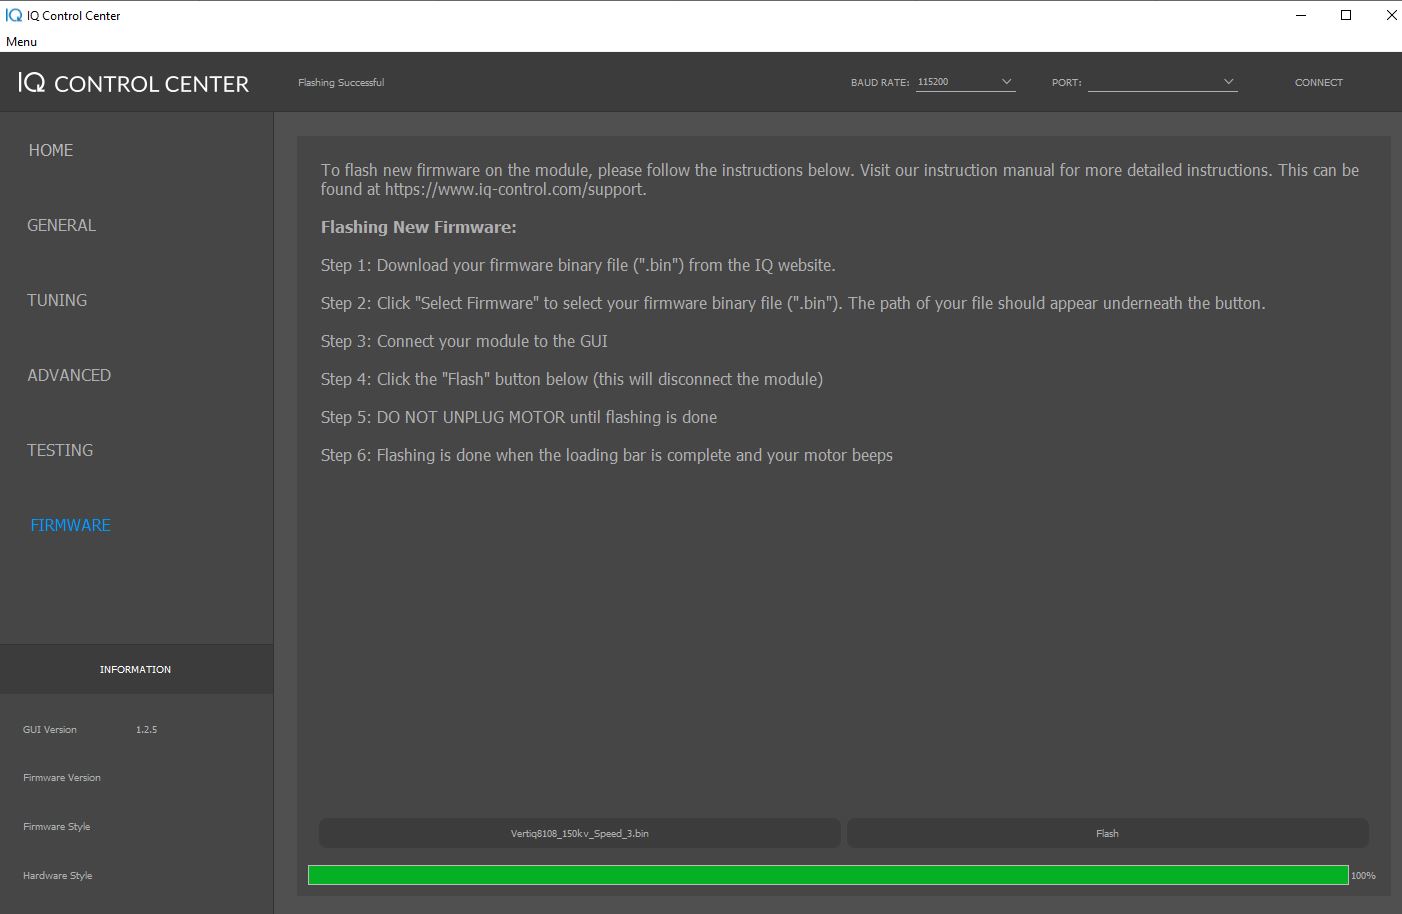 IQ Control Center
Menu
IQ CONTROL CENTER
Flashing Successful
BAUD RATE: 115200
PORT:
CONNECT
HOME
GENERAL
TUNING
ADVANCED
TESTING
FIRMWARE
To flash new firmware on the module, please follow the instructions below. Visit our instruction manual for more detailed instructions. This can be
found at https://www.iq-control.com/support.
Flashing New Firmware:
Step 1: Download your firmware binary file (".bin") from the IQ website.
Step 2: Click "Select Firmware" to select your firmware binary file (".bin"). The path of your file should appear underneath the button.
Step 3: Connect your module to the GUI
Step 4: Click the "Flash" button below (this will disconnect the module)
Step 5: DO NOT UNPLUG MOTOR until flashing is done
Step 6: Flashing is done when the loading bar is complete and your motor beeps
INFORMATION
GUI Version 1.2.5
Firmware Version
Firmware Style
Hardware Style
Vertiq8108_150kv_Speed_3.bin
Flash
100%